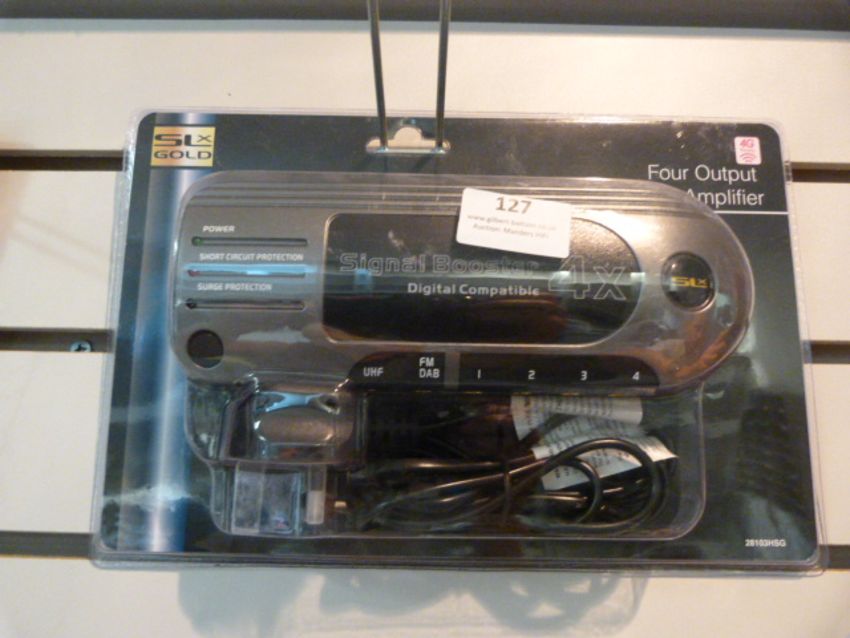 SLX
GOLD
4G
Four Output
Amplifier
127
POWER
SHORT CIRCUIT PROTECTION
SURGE PROTECTION
Signal Booster 4x
Digital Compatible
SLX
UHF
FM
DAB
1
2
3
4
28103HSG